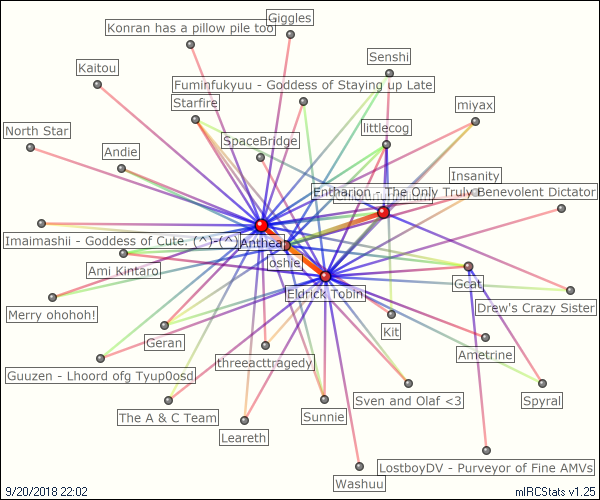 Giggles
Konran has a pillow pile too
Senshi
Kaitou
Fuminfukyuu - Goddess of Staying up Late
Starfire
miyax
North Star
littlecog
SpaceBridge
Andie
Insanity
Entharion - The Only Truly Benevolent Dictator
Imaimashii - Goddess of Cute. (^)-(^)
Anthea
oshie
Ami Kintaro
Gcat
Eldrick Tobin
Merry ohohoh!
Drew's Crazy Sister
Geran
Kit
threeacttragedy
Ametrine
Guuzen - Lhoord ofg Tyup0osd
Sven and Olaf <3
Spyral
The A & C Team
Sunnie
Leareth
LostboyDV - Purveyor of Fine AMVs
Washuu
9/20/2018 22:02
mIRCStats v1.25